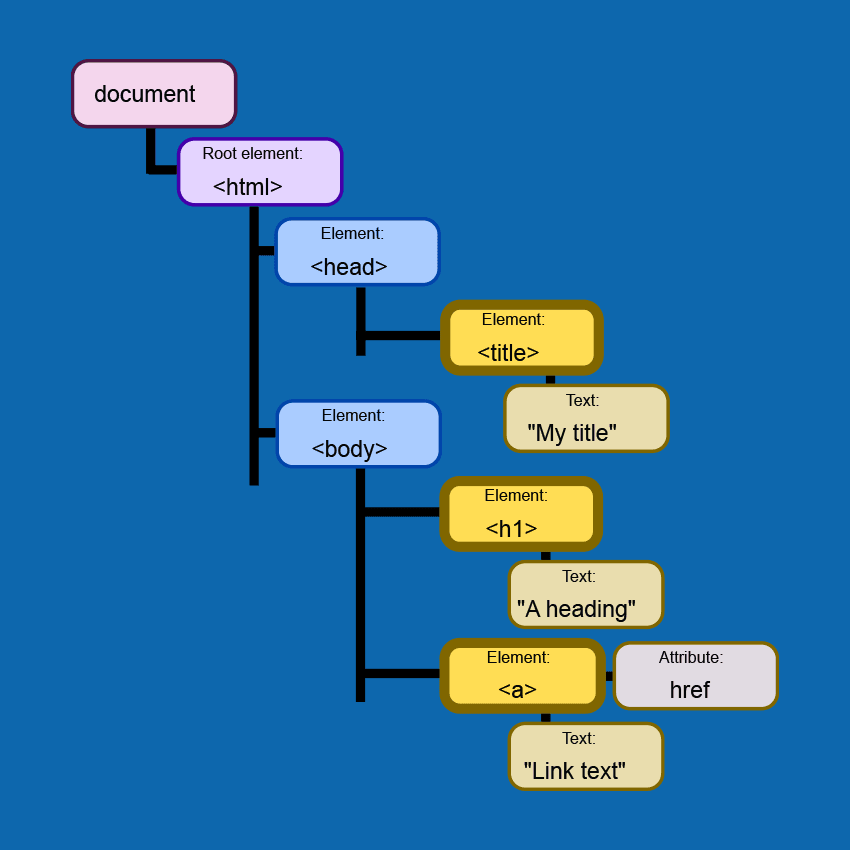 document
Root element:
<html>
Element:
<head>
Element:
<title>
Text:
"My title"
Element:
<body>
Element:
<h1>
Text:
"A heading"
Element:
<a>
Attribute:
href
Text:
"Link text"